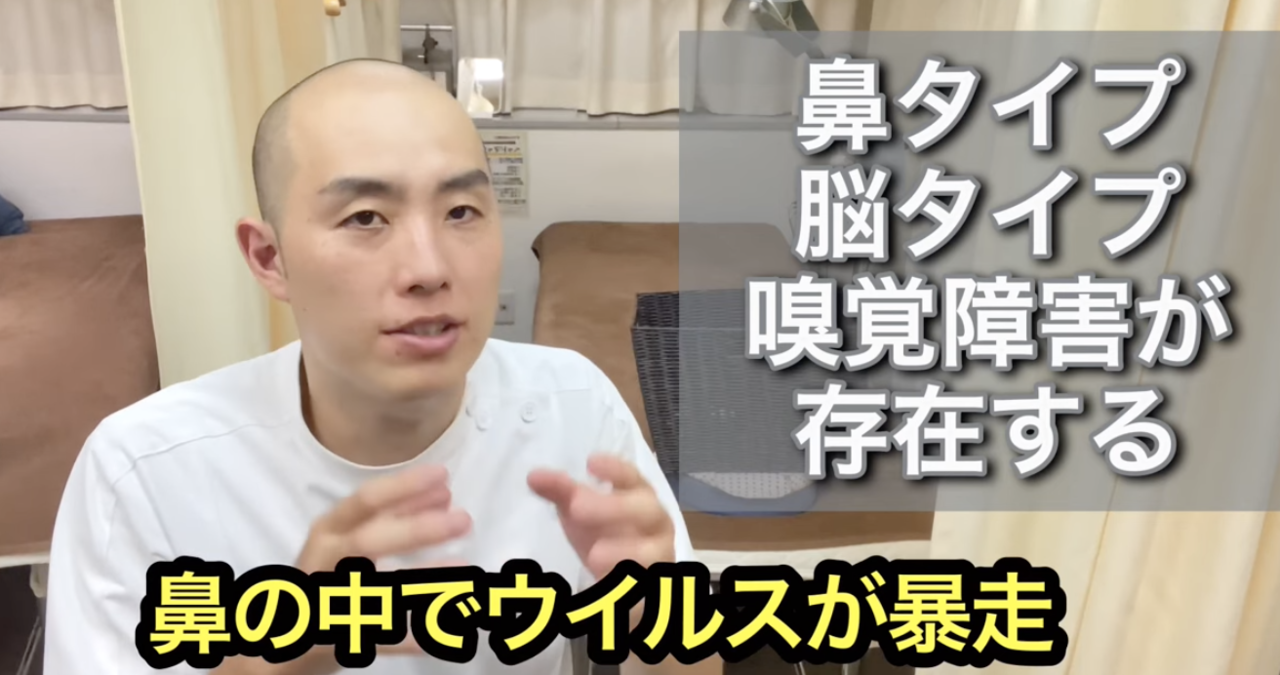 鼻タイプ
脳タイプ
嗅覚障害が
存在する
鼻の中でウイルスが暴走